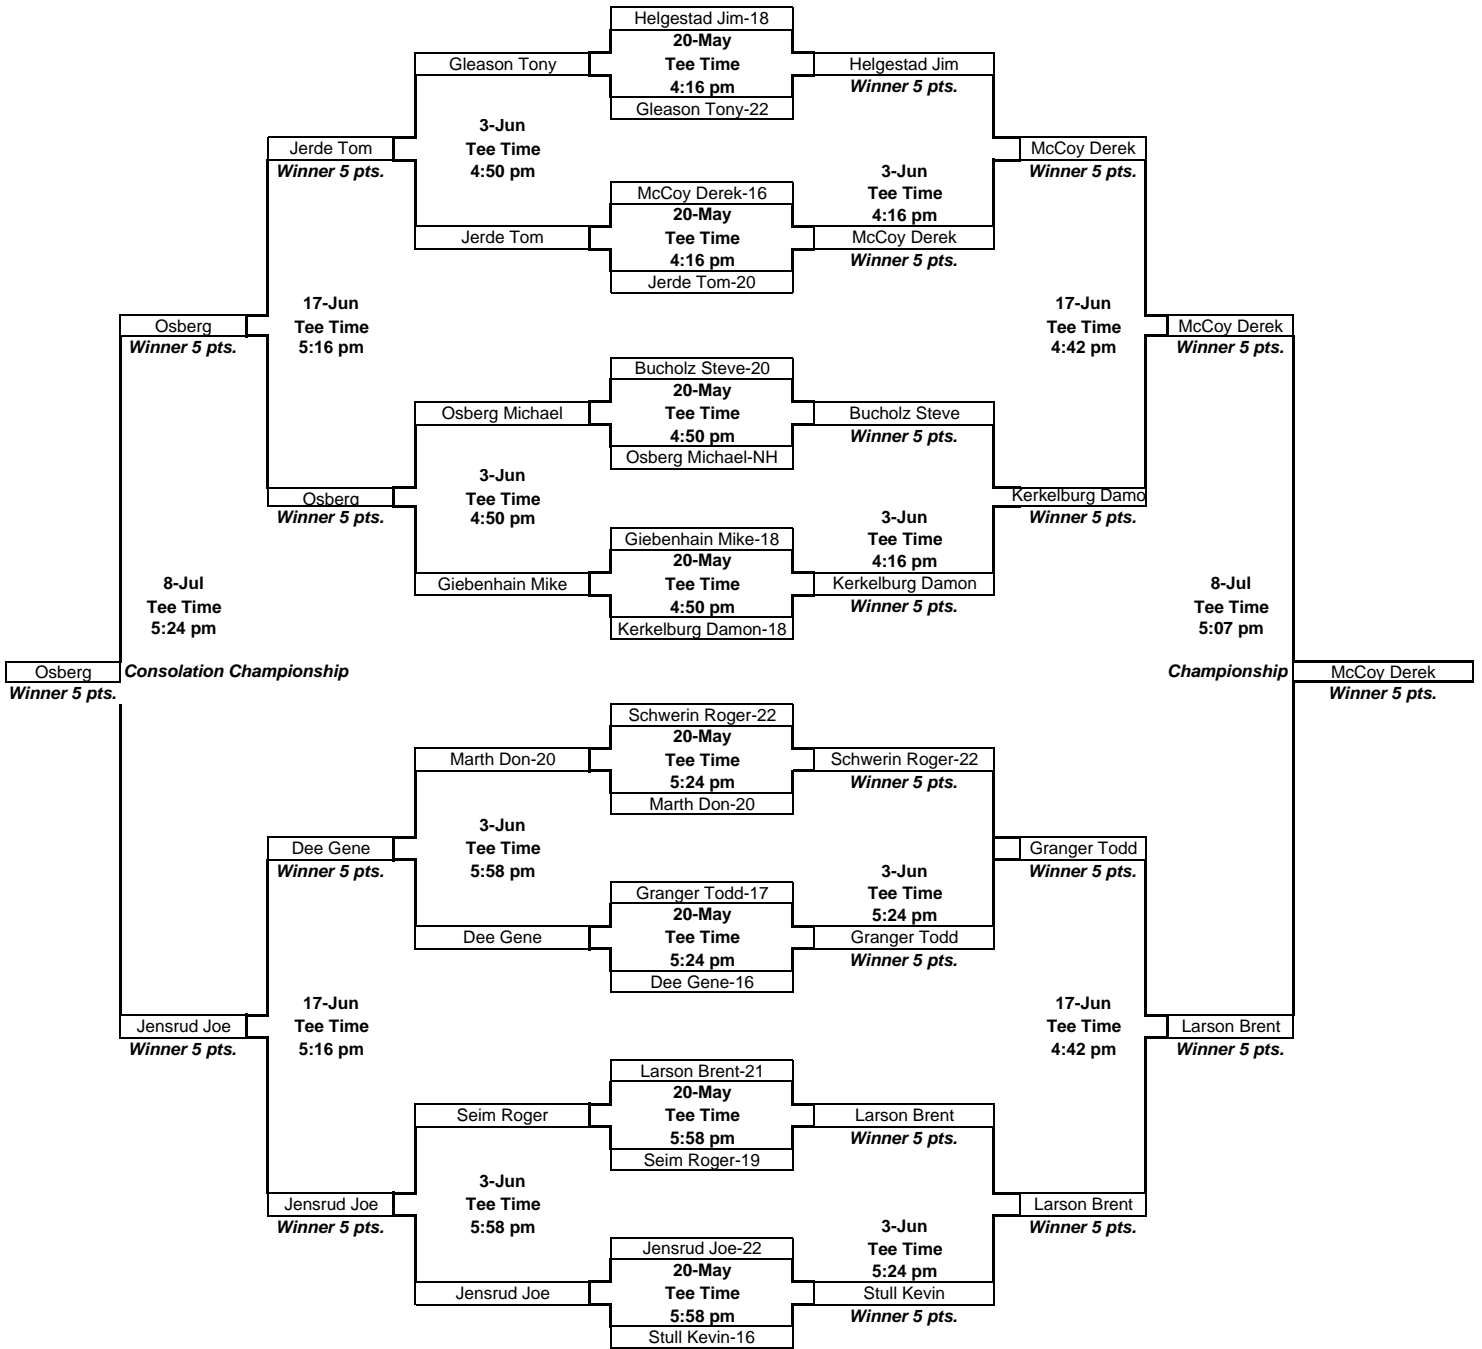 Helgestad Jim-18
20-May
Gleason Tony
Tee Time
Helgestad Jim
4:16 pm
Winner 5 pts.
Gleason Tony-22
3-Jun
Jerde Tom
Tee Time
McCoy Derek
Winner 5 pts.
4:50 pm
3-Jun
Winner 5 pts.
McCoy Derek-16
Tee Time
20-May
4:16 pm
Jerde Tom
Tee Time
McCoy Derek
4:16 pm
Winner 5 pts.
Jerde Tom-20
17-Jun
17-Jun
Osberg
Tee Time
Tee Time
McCoy Derek
Winner 5 pts.
5:16 pm
4:42 pm
Winner 5 pts.
Bucholz Steve-20
20-May
Osberg Michael
Tee Time
Bucholz Steve
4:50 pm
Winner 5 pts.
Osberg Michael-NH
3-Jun
Osberg
Tee Time
Kerkelburg Damo
Winner 5 pts.
4:50 pm
3-Jun
Winner 5 pts.
Giebenhain Mike-18
Tee Time
20-May
4:16 pm
8-Jul
Giebenhain Mike
Tee Time
Kerkelburg Damon
8-Jul
Tee Time
4:50 pm
Winner 5 pts.
Tee Time
5:24 pm
Kerkelburg Damon-18
5:07 pm
Osberg
Consolation Championship
Championship
McCoy Derek
Winner 5 pts.
Winner 5 pts.
Schwerin Roger-22
20-May
Marth Don-20
Tee Time
Schwerin Roger-22
5:24 pm
Winner 5 pts.
Marth Don-20
3-Jun
Dee Gene
Tee Time
Granger Todd
Winner 5 pts.
5:58 pm
3-Jun
Winner 5 pts.
Granger Todd-17
Tee Time
20-May
5:24 pm
Dee Gene
Tee Time
Granger Todd
5:24 pm
Winner 5 pts.
Dee Gene-16
17-Jun
17-Jun
Jensrud Joe
Tee Time
Tee Time
Larson Brent
Winner 5 pts.
5:16 pm
4:42 pm
Winner 5 pts.
Larson Brent-21
20-May
Seim Roger
Tee Time
Larson Brent
5:58 pm
Winner 5 pts.
Seim Roger-19
3-Jun
Jensrud Joe
Tee Time
Larson Brent
Winner 5 pts.
5:58 pm
3-Jun
Winner 5 pts.
Jensrud Joe-22
Tee Time
20-May
5:24 pm
Jensrud Joe
Tee Time
Stull Kevin
5:58 pm
Winner 5 pts.
Stull Kevin-16